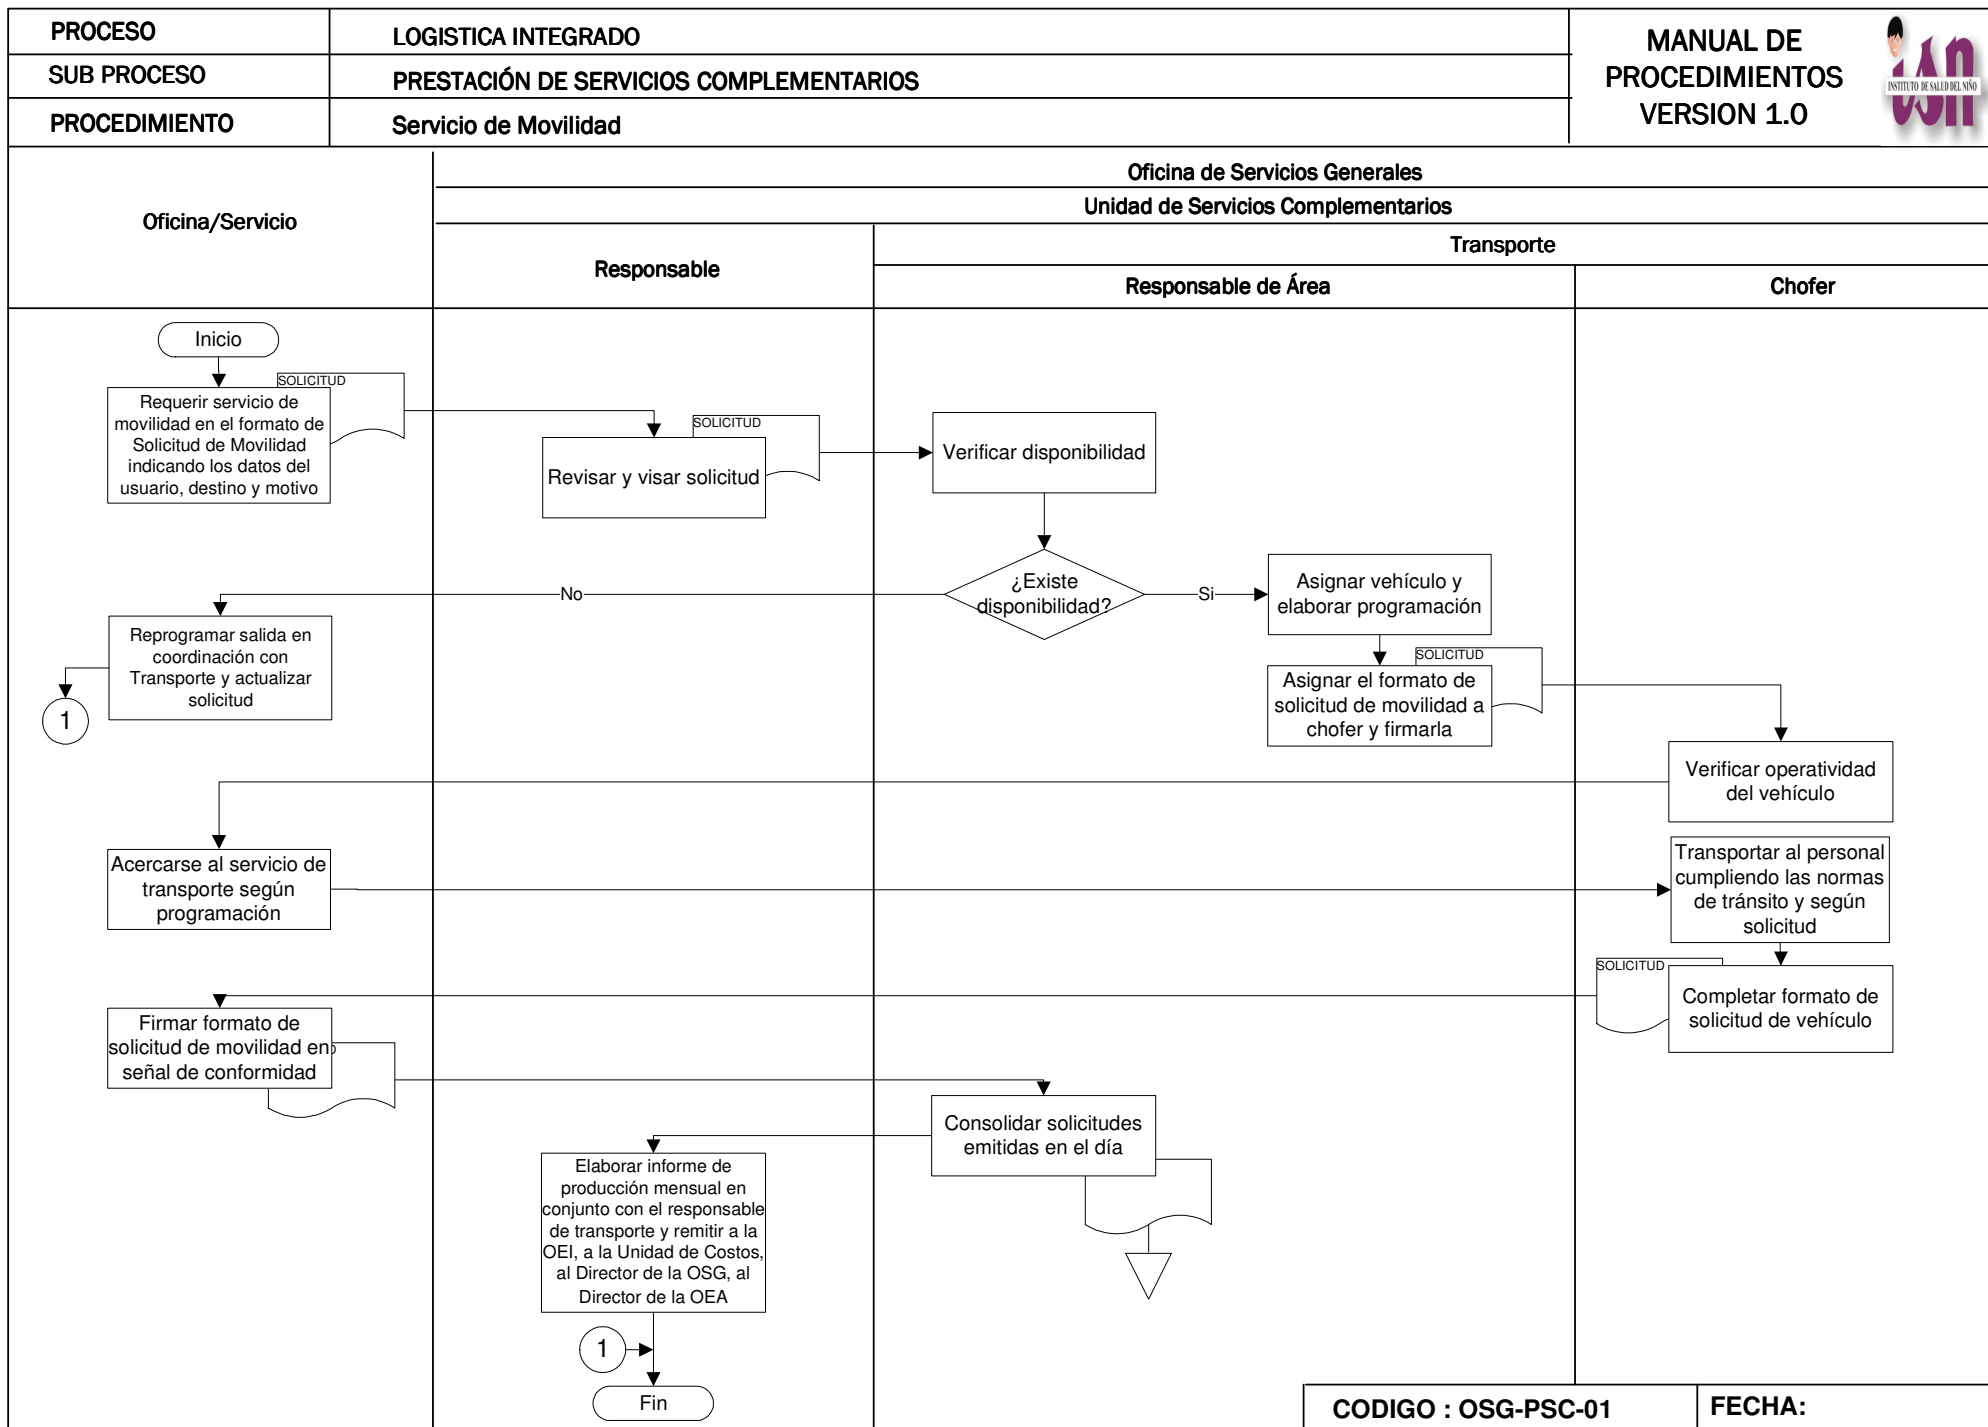 PROCESO
LOGISTICA INTEGRADO
SUB PROCESO
PRESTACIÓN DE SERVICIOS COMPLEMENTARIOS
PROCEDIMIENTO
Servicio de Movilidad
MANUAL DE
PROCEDIMIENTOS
VERSION 1.0
isn
INSTITUTO DE SALUD DEL NIÑO
Oficina/Servicio
Oficina de Servicios Generales
Unidad de Servicios Complementarios
Responsable
Transporte
Responsable de Área
Chofer
Inicio
SOLICITUD
Requerir servicio de
movilidad en el formato de
Solicitud de Movilidad
indicando los datos del
usuario, destino y motivo
SOLICITUD
Revisar y visar solicitud
Verificar disponibilidad
¿Existe
disponibilidad?
No
Si
Asignar vehículo y
elaborar programación
Reprogramar salida en
coordinación con
Transporte y actualizar
solicitud
1
SOLICITUD
Asignar el formato de
solicitud de movilidad a
chofer y firmarla
Verificar operatividad
del vehículo
Acercarse al servicio de
transporte según
programación
Transportar al personal
cumpliendo las normas
de tránsito y según
solicitud
SOLICITUD
Completar formato de
solicitud de vehículo
Firmar formato de
solicitud de movilidad en
señal de conformidad
Consolidar solicitudes
emitidas en el día
Elaborar informe de
producción mensual en
conjunto con el responsable
de transporte y remitir a la
OEI, a la Unidad de Costos,
al Director de la OSG, al
Director de la OEA
1
Fin
CODIGO : OSG-PSC-01
FECHA: